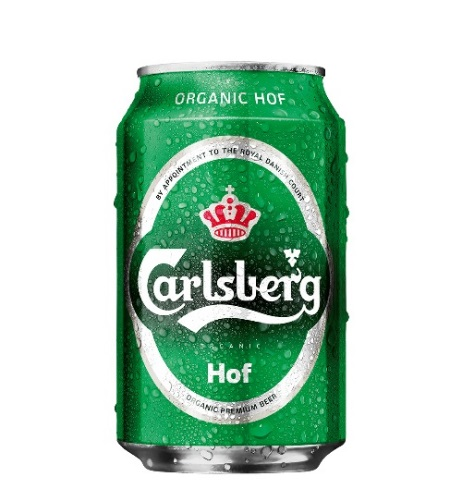 ORGANIC HOF
BY APPOINTMENT TO THE ROYAL DANISH COURT
Carlsberg
ORGANIC
Hof
ORGANIC PREMIUM BEER